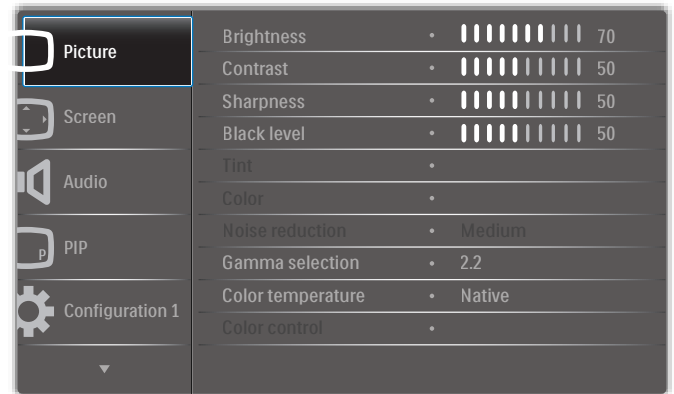 Picture
Screen
Audio
P
PIP
Configuration 1
Brightness • 70
Contrast • 50
Sharpness • 50
Black level • 50
Tint •
Color •
Noise reduction • Medium
Gamma selection • 2.2
Color temperature • Native
Color control •